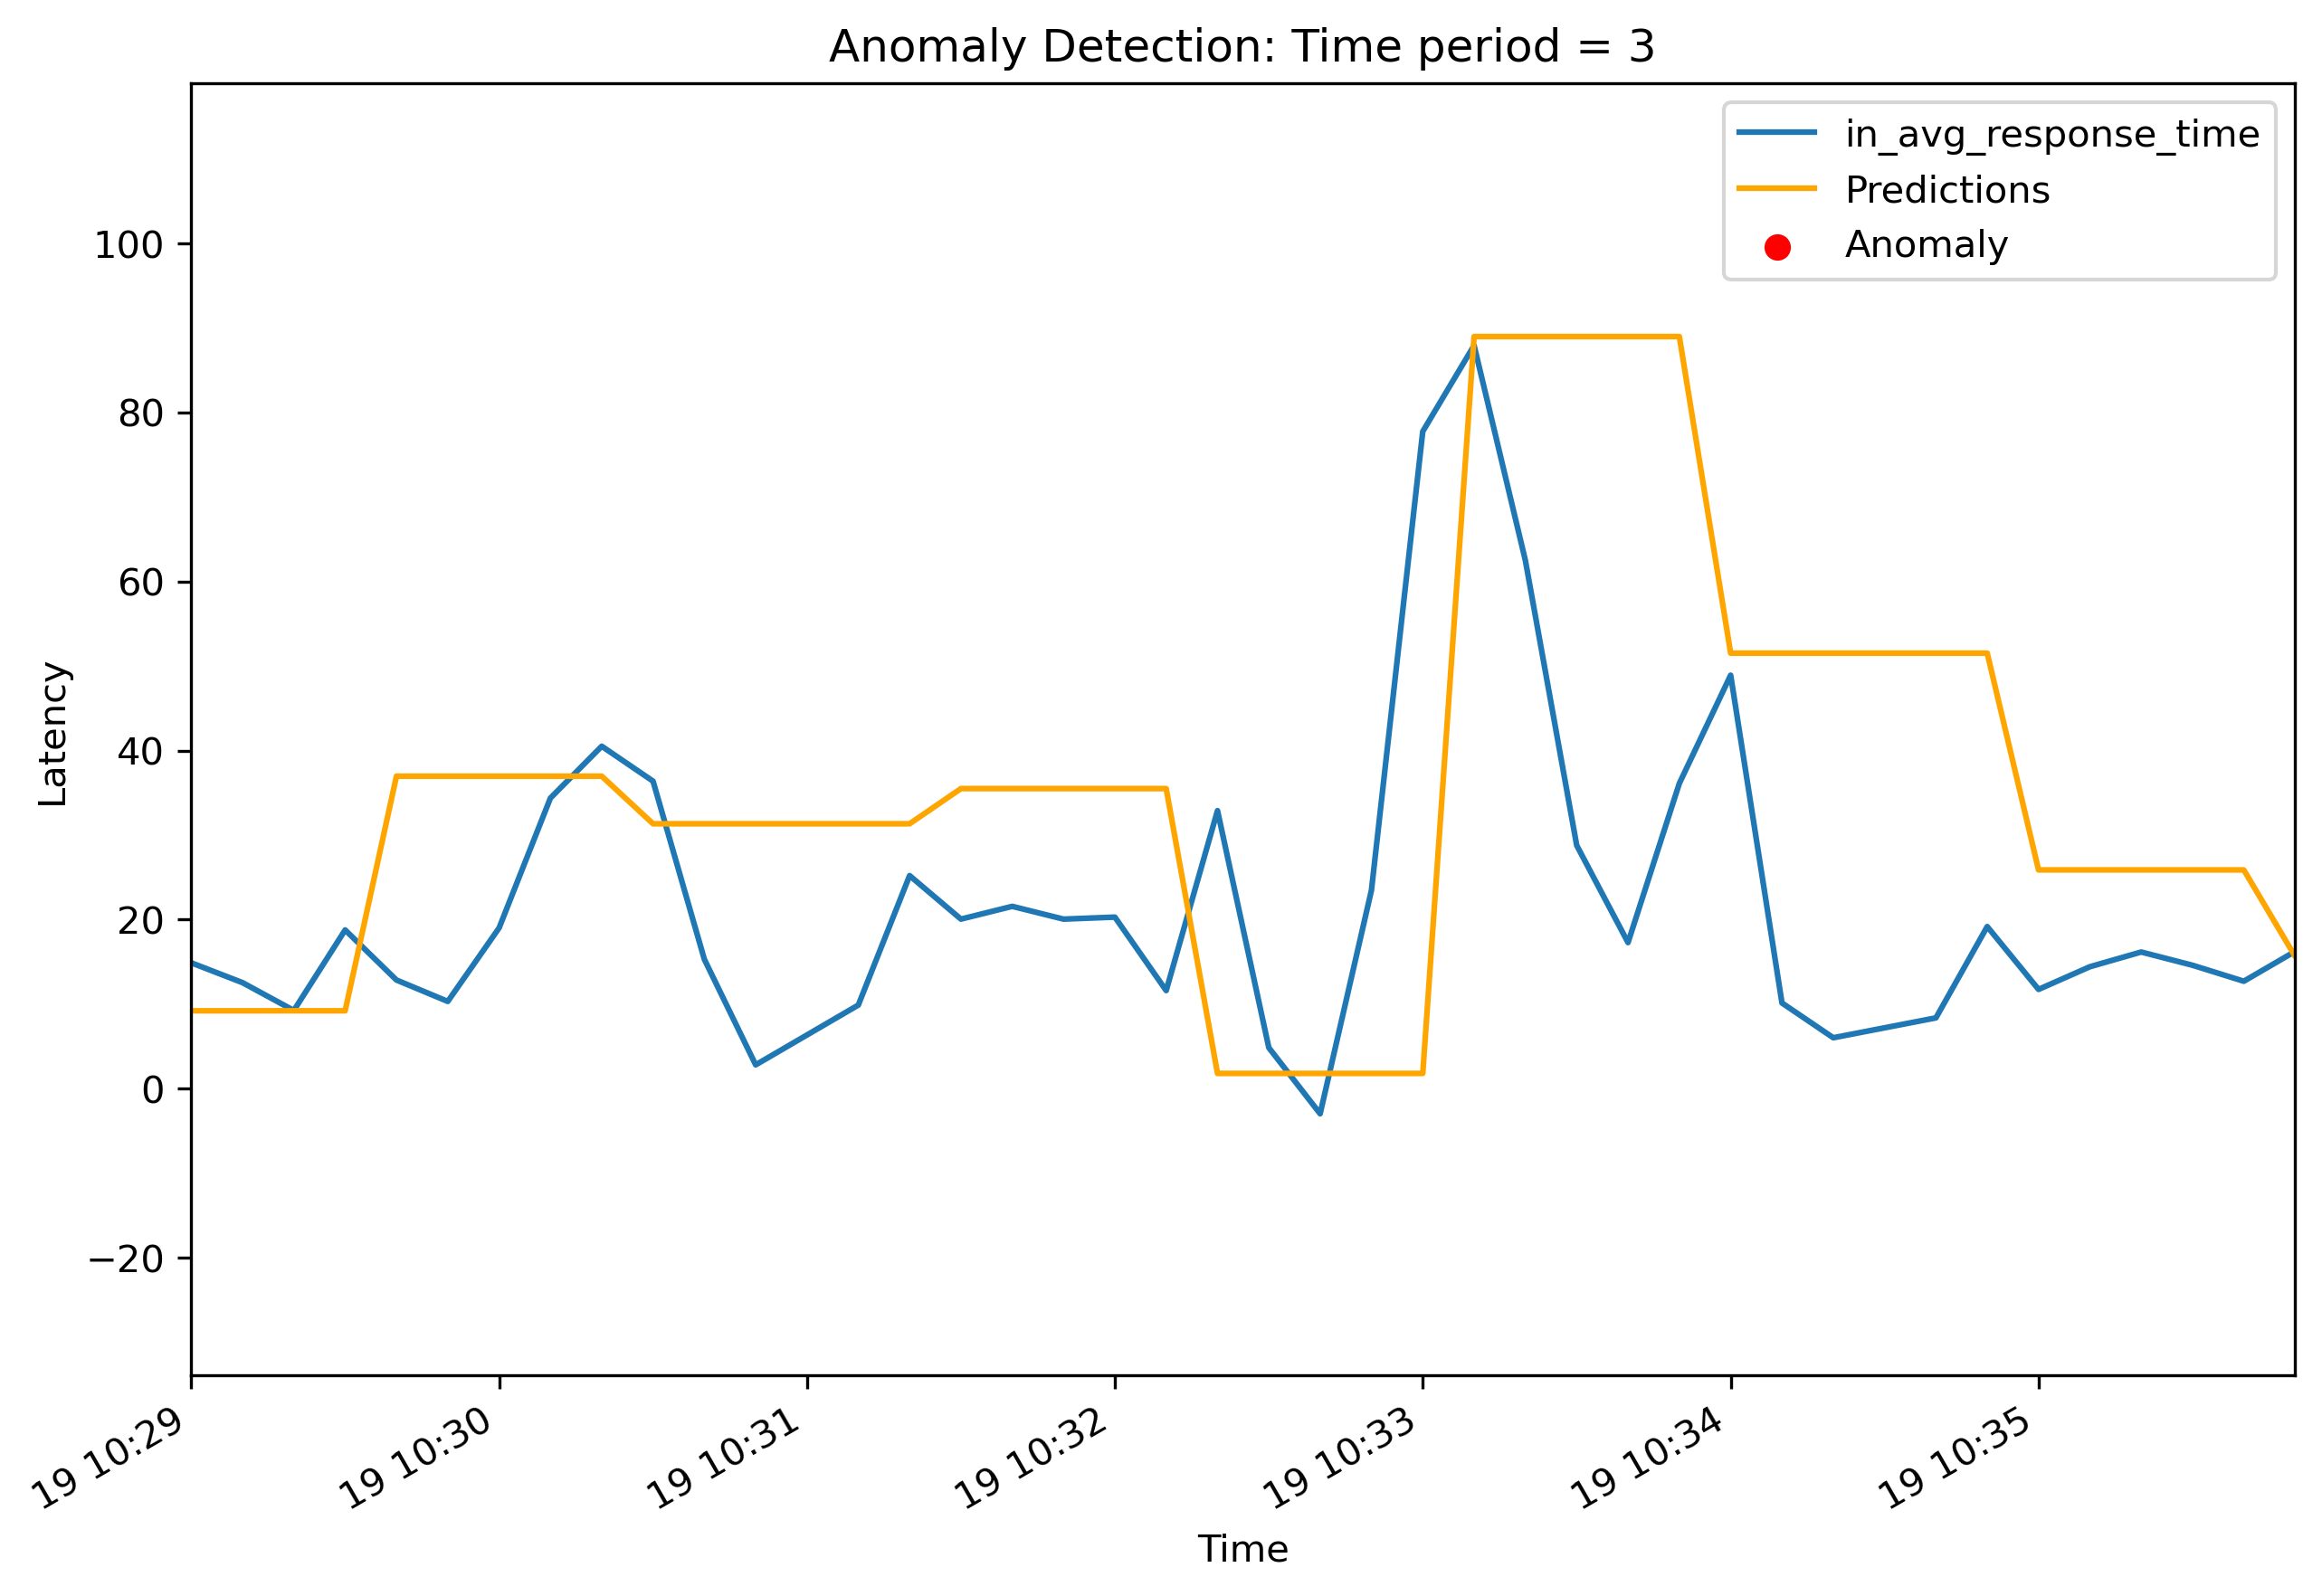 Anomaly Detection: Time period = 3
in_avg_response_time
Predictions
Anomaly
100
80
60
40
20
0
−20
Latency
19 10:29
19 10:30
19 10:31
19 10:32
19 10:33
19 10:34
19 10:35
Time